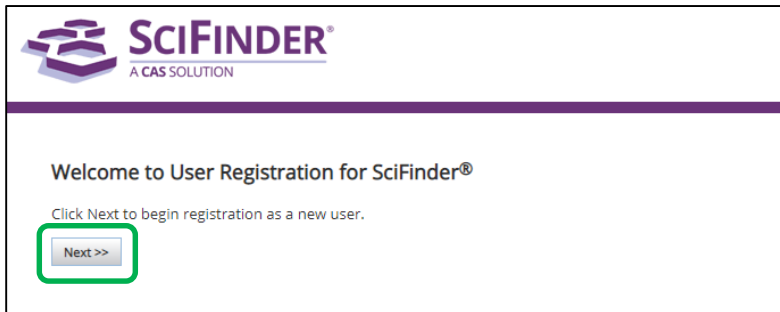 SCIFINDER®
A CAS SOLUTION
Welcome to User Registration for SciFinder®
Click Next to begin registration as a new user.
Next >>